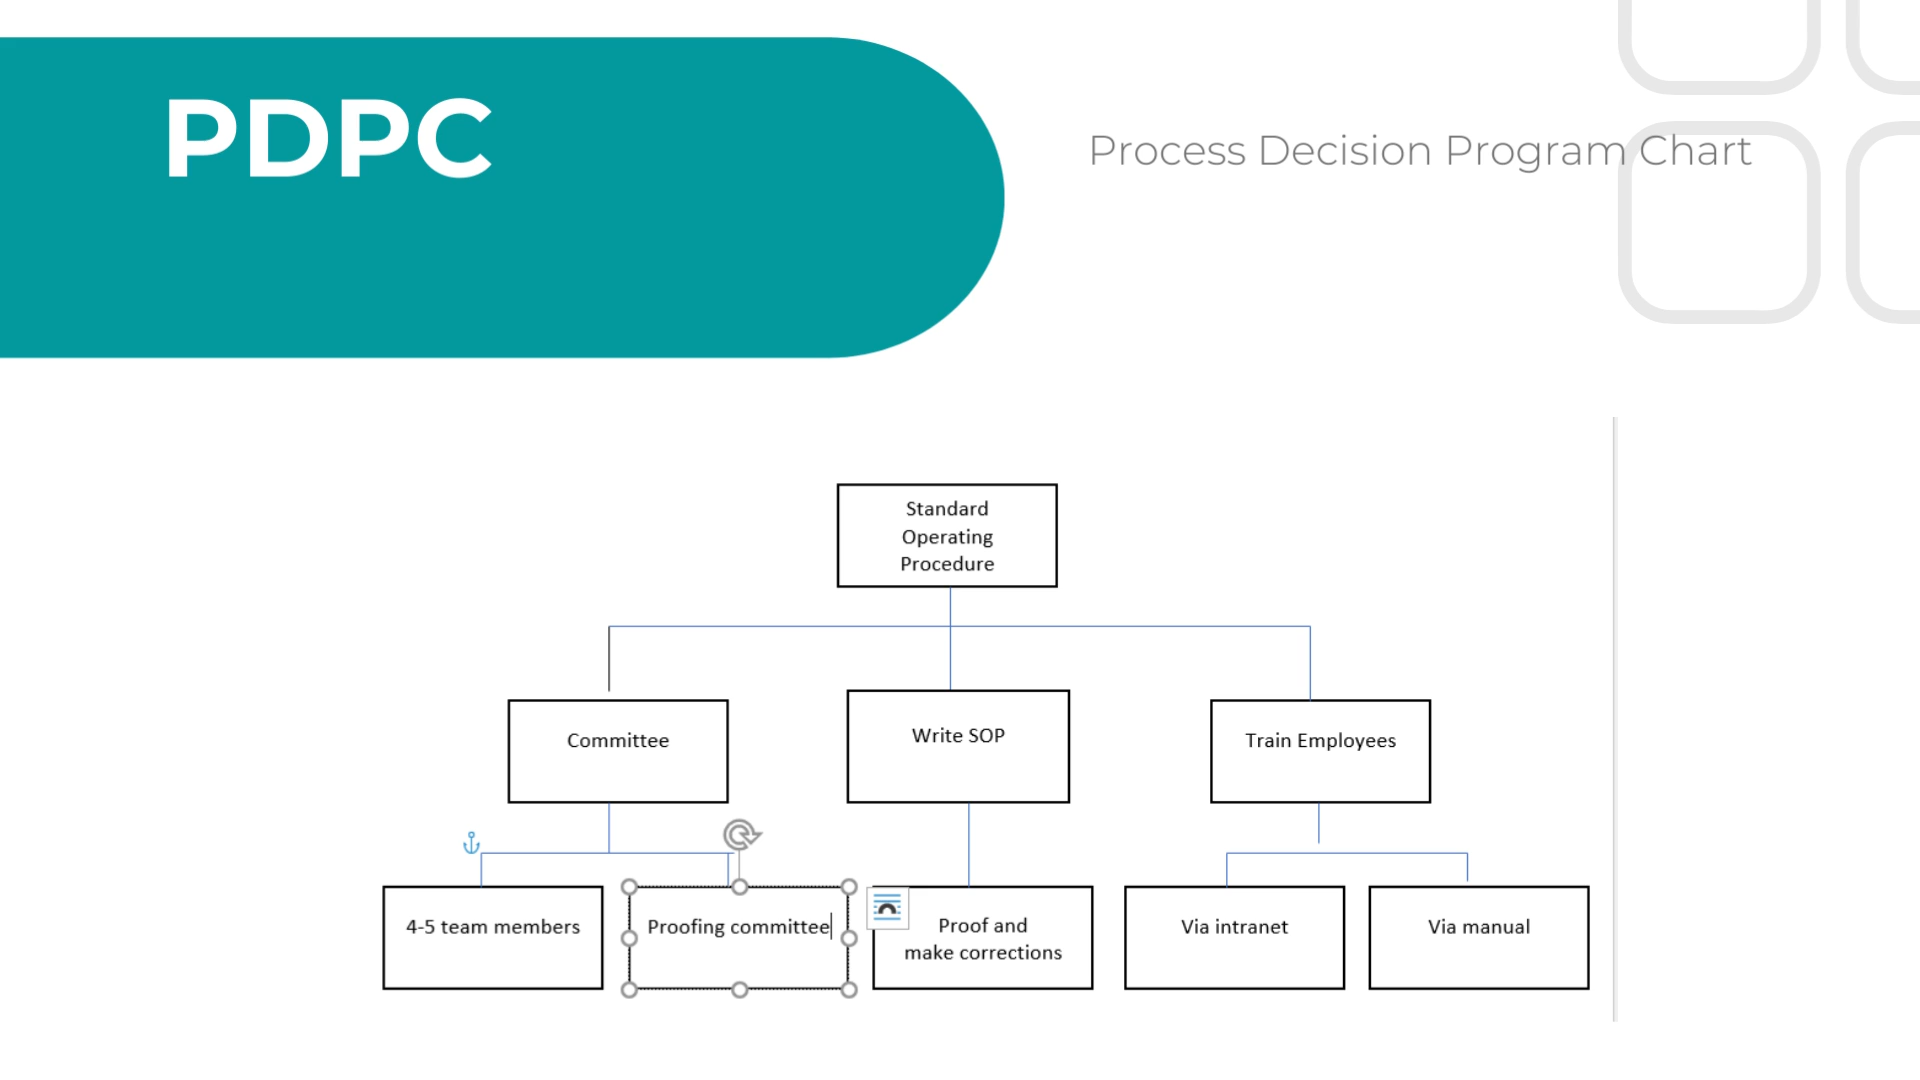 PDPC
Process Decision Program Chart
Standard
Operating
Procedure
Committee
Write SOP
Train Employees
4-5 team members
Proofing committee
Proof and
make corrections
Via intranet
Via manual